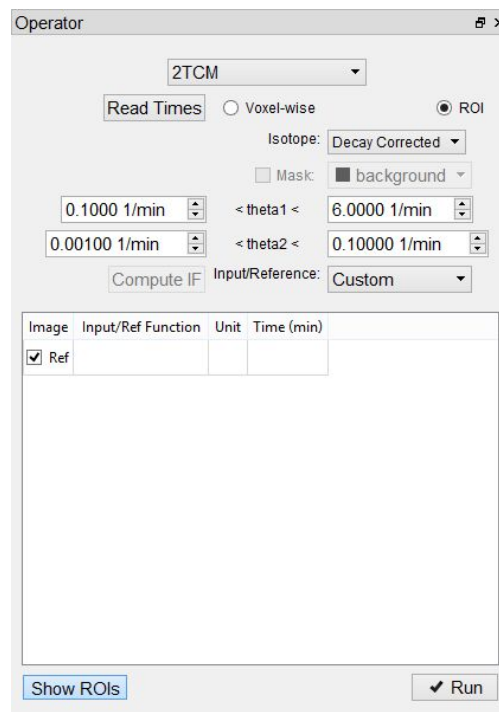 Operator
2TCM
Read Times Voxel-wise ROI
Isotope: Decay Corrected
Mask: background
0.1000 1/min < theta1 < 6.0000 1/min
0.00100 1/min < theta2 < 0.10000 1/min
Compute IF Input/Reference: Custom
Image Input/Ref Function Unit Time (min)
Ref
Show ROIs Run